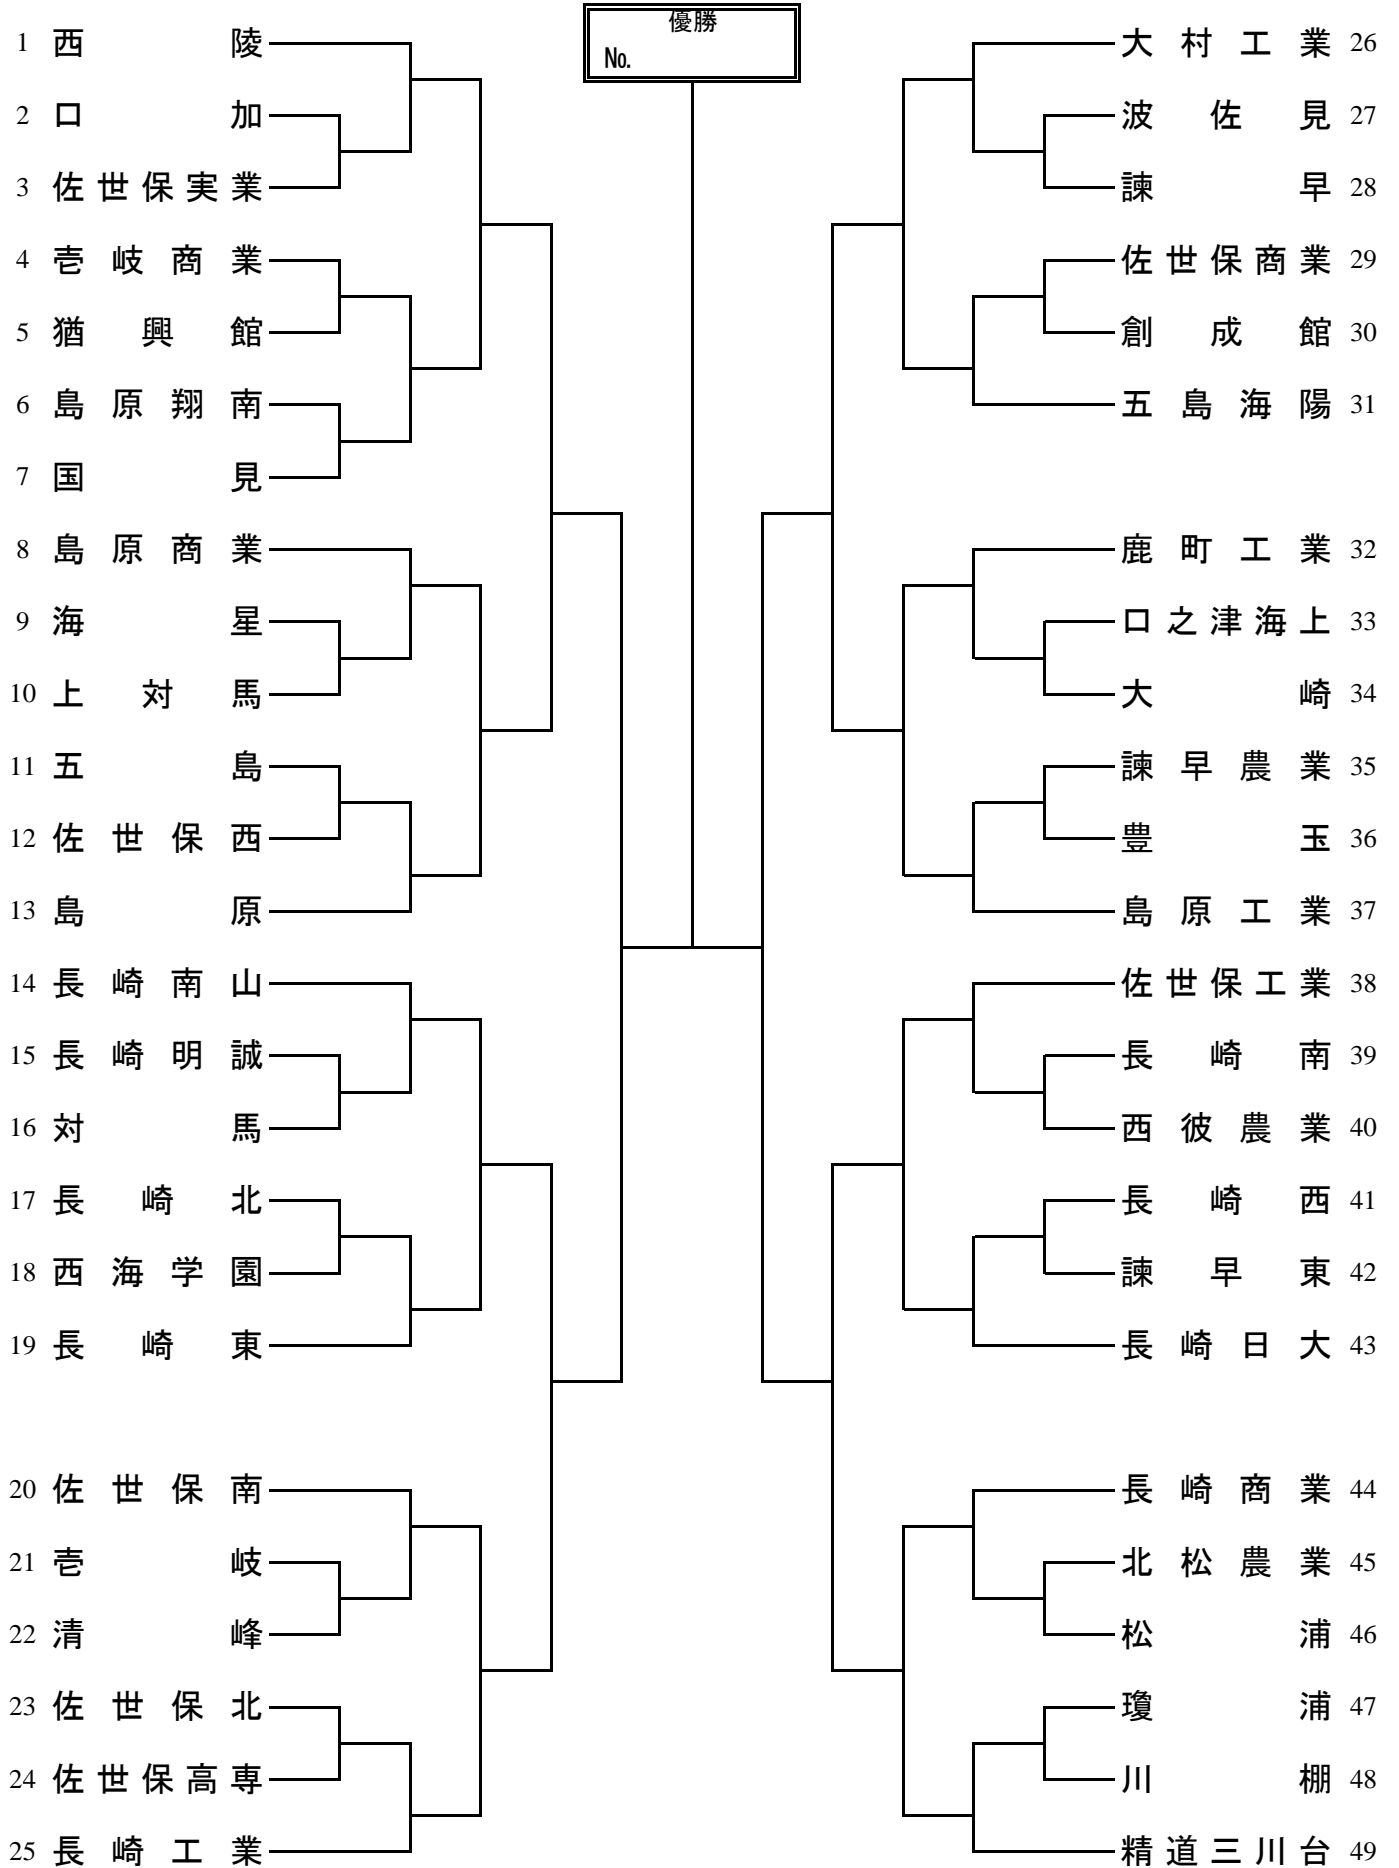 優勝
No.
1 西陵
2 口加
3 佐世保実業
4 壱岐商業
5 猶興館
6 島原翔南
7 国見
8 島原商業
9 海星
10 上対馬
11 五島
12 佐世保西
13 島原
14 長崎南山
15 長崎明誠
16 対馬
17 長崎北
18 西海学園
19 長崎東
20 佐世保南
21 壱岐
22 清峰
23 佐世保北
24 佐世保高専
25 長崎工業
大村工業 26
波佐見 27
諫早 28
佐世保商業 29
創成館 30
五島海陽 31
鹿町工業 32
口之津海上 33
大崎 34
諫早農業 35
豊玉 36
島原工業 37
佐世保工業 38
長崎南 39
西彼農業 40
長崎西 41
諫早東 42
長崎日大 43
長崎商業 44
北松農業 45
松浦 46
瓊浦 47
川棚 48
精道三川台 49